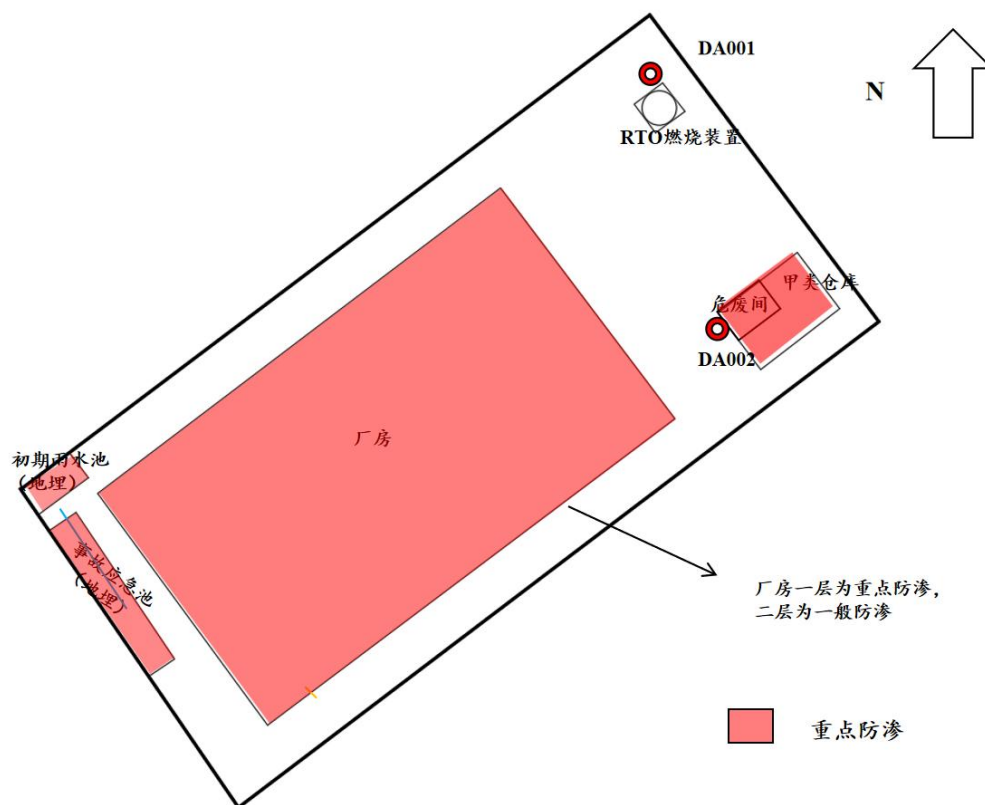 DA001
N
RTO燃烧装置
甲类仓库
危废间
DA002
厂房
初期雨水池
（地埋）
事故应急池
（地埋）
厂房一层为重点防渗，
二层为一般防渗
重点防渗